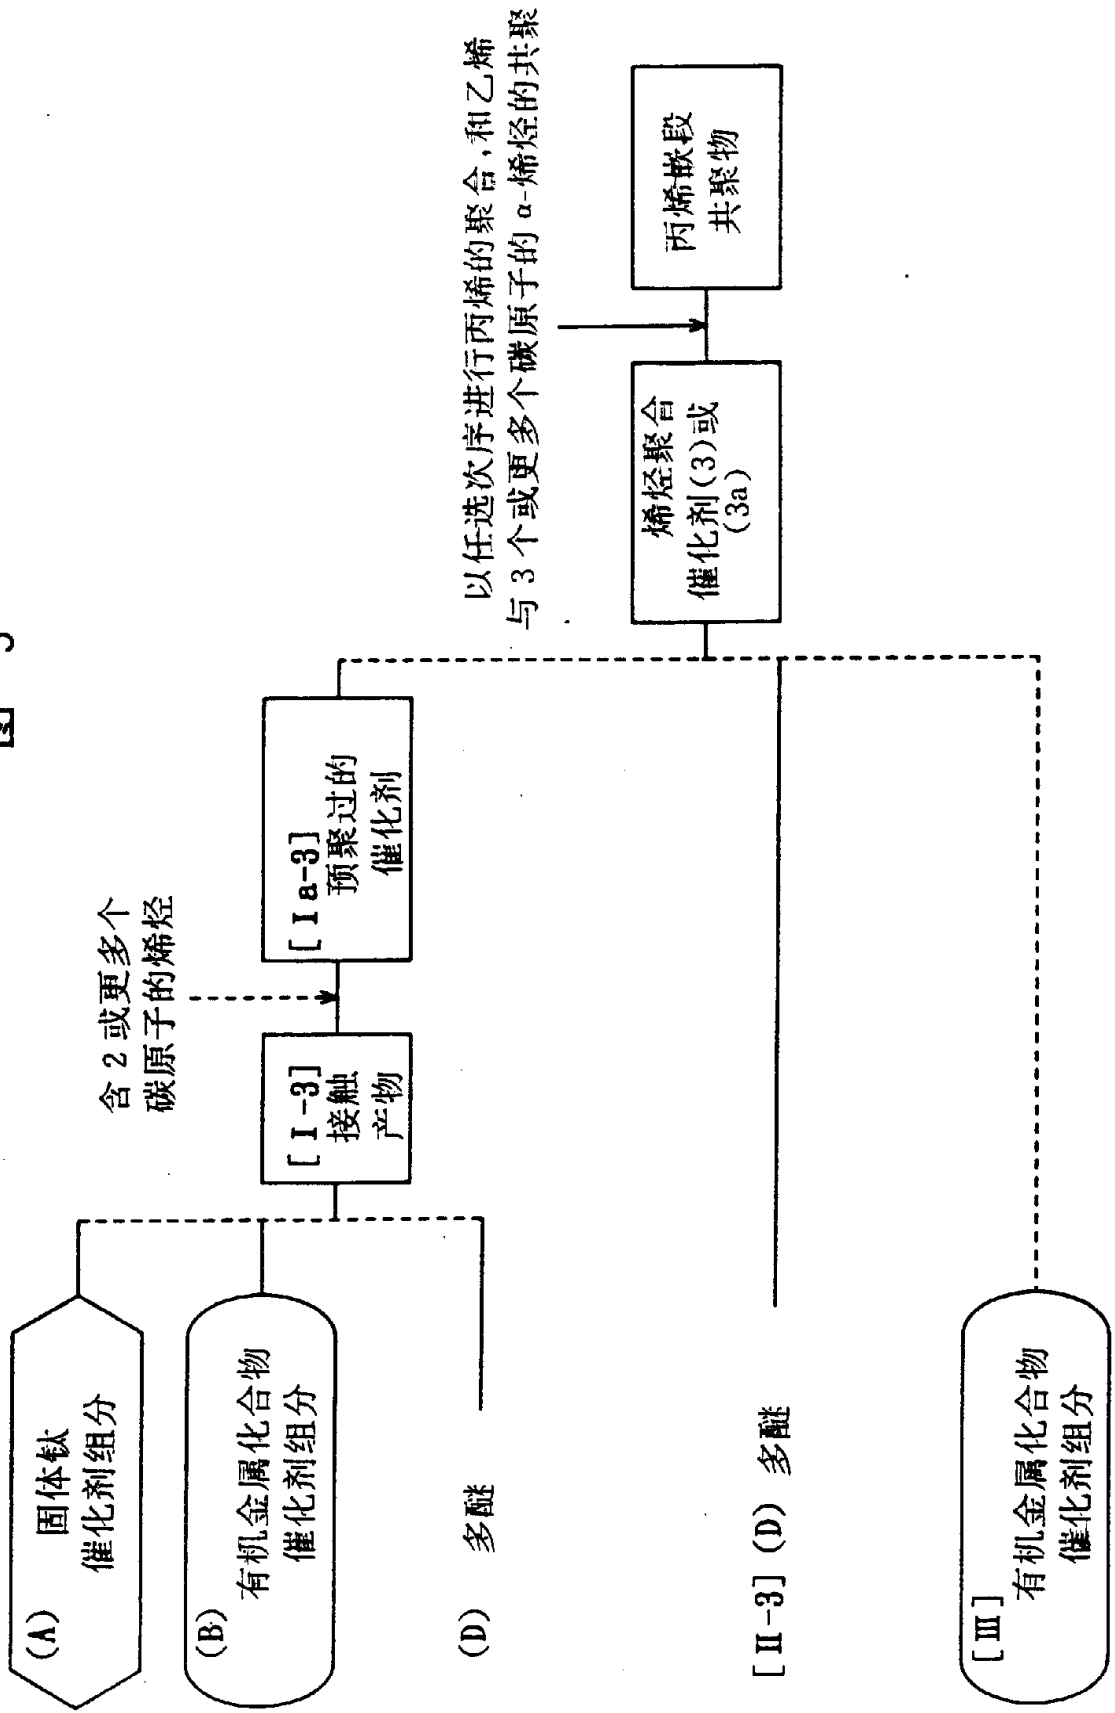 (A)
固体钛
催化剂组分
(B)
有机金属化合物
催化剂组分
(D) 多醚
[I-3]
接触
产物
含2或更多个
碳原子的烯烃
[Ia-3]
预聚过的
催化剂
[II-3] (D) 多醚
[III]
有机金属化合物
催化剂组分
烯烃聚合
催化剂(3)或
(3a)
以任选次序进行丙烯的聚合,和乙烯
与3个或更多个碳原子的α-烯烃的共聚
丙烯嵌段
共聚物